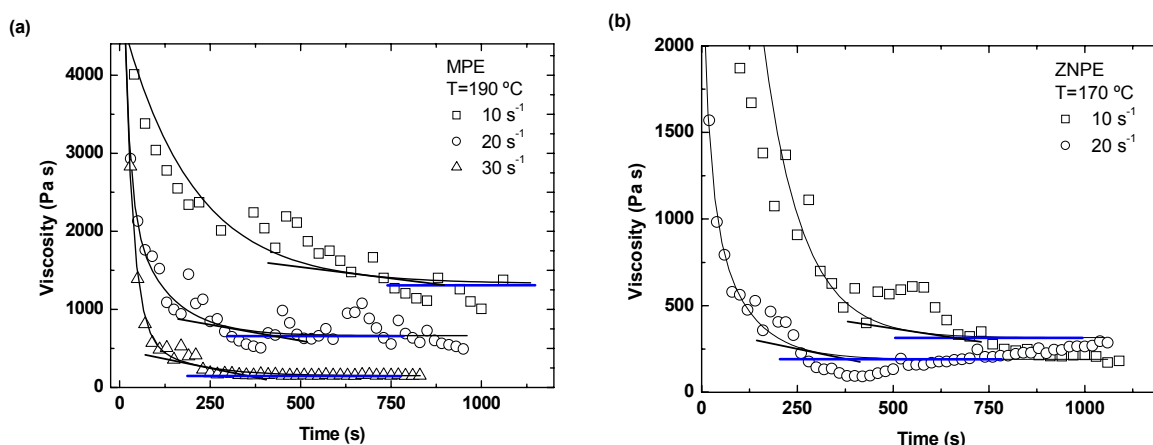 (a)
MPE
T=190 ºC
10 s⁻¹
20 s⁻¹
30 s⁻¹
Viscosity (Pa s)
4000
3000
2000
1000
0
0 250 500 750 1000
Time (s)
(b)
ZNPE
T=170 ºC
10 s⁻¹
20 s⁻¹
Viscosity (Pa s)
2000
1500
1000
500
0
0 250 500 750 1000
Time (s)